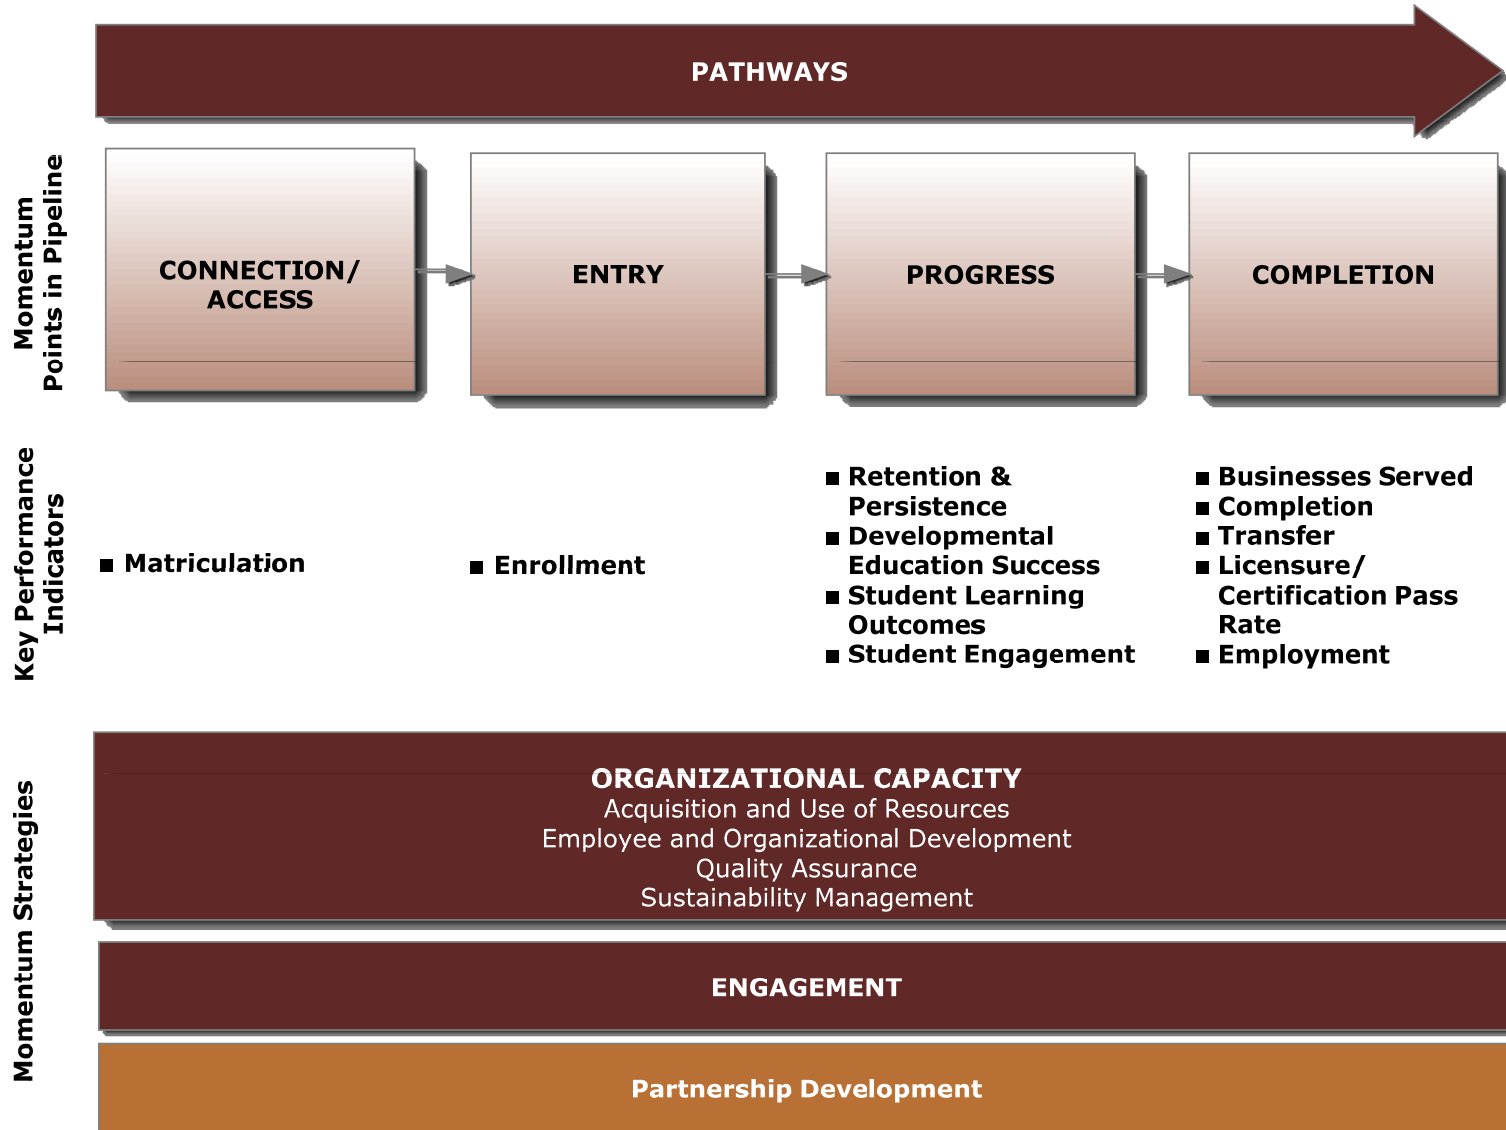 PATHWAYS
Momentum
Points in Pipeline
CONNECTION/
ACCESS
ENTRY
PROGRESS
COMPLETION
Key Performance
Indicators
■ Matriculation
■ Enrollment
■ Retention &
Persistence
■ Developmental
Education Success
■ Student Learning
Outcomes
■ Student Engagement
■ Businesses Served
■ Completion
■ Transfer
■ Licensure/
Certification Pass
Rate
■ Employment
Momentum Strategies
ORGANIZATIONAL CAPACITY
Acquisition and Use of Resources
Employee and Organizational Development
Quality Assurance
Sustainability Management
ENGAGEMENT
Partnership Development